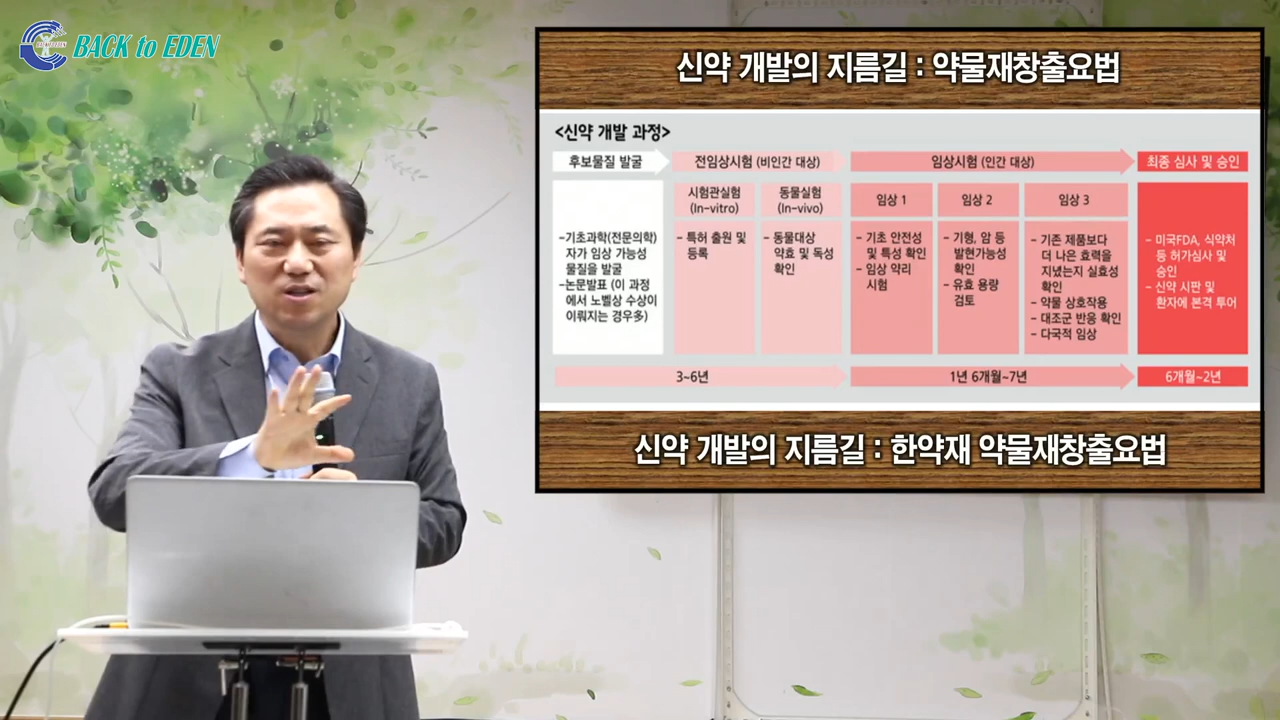 BACK to EDEN
신약 개발의 지름길 : 약물재창출요법
<신약 개발 과정>
후보물질 발굴
전임상시험 (비인간 대상)
임상시험 (인간 대상)
최종 심사 및 승인
-기초과학(전문의학)
자가 임상 가능성
물질을 발굴
-논문발표 (이 과정
에서 노벨상 수상이
이뤄지는 경우多)
시험관실험
(In-vitro)
- 특허 출원 및
등록
동물실험
(In-vivo)
- 동물대상
약효 및 독성
확인
임상 1
- 기초 안전성
및 특성 확인
- 임상 약리
시험
임상 2
- 기형, 암 등
발현가능성
확인
- 유효 용량
검토
임상 3
- 기존 제품보다
더 나은 효력을
지녔는지 실효성
확인
- 약물 상호작용
- 대조군 반응 확인
- 다국적 임상
- 미국FDA, 식약처
등 허가심사 및
승인
- 신약 시판 및
환자에 본격 투여
3~6년
1년 6개월~7년
6개월~2년
신약 개발의 지름길 : 한약재 약물재창출요법